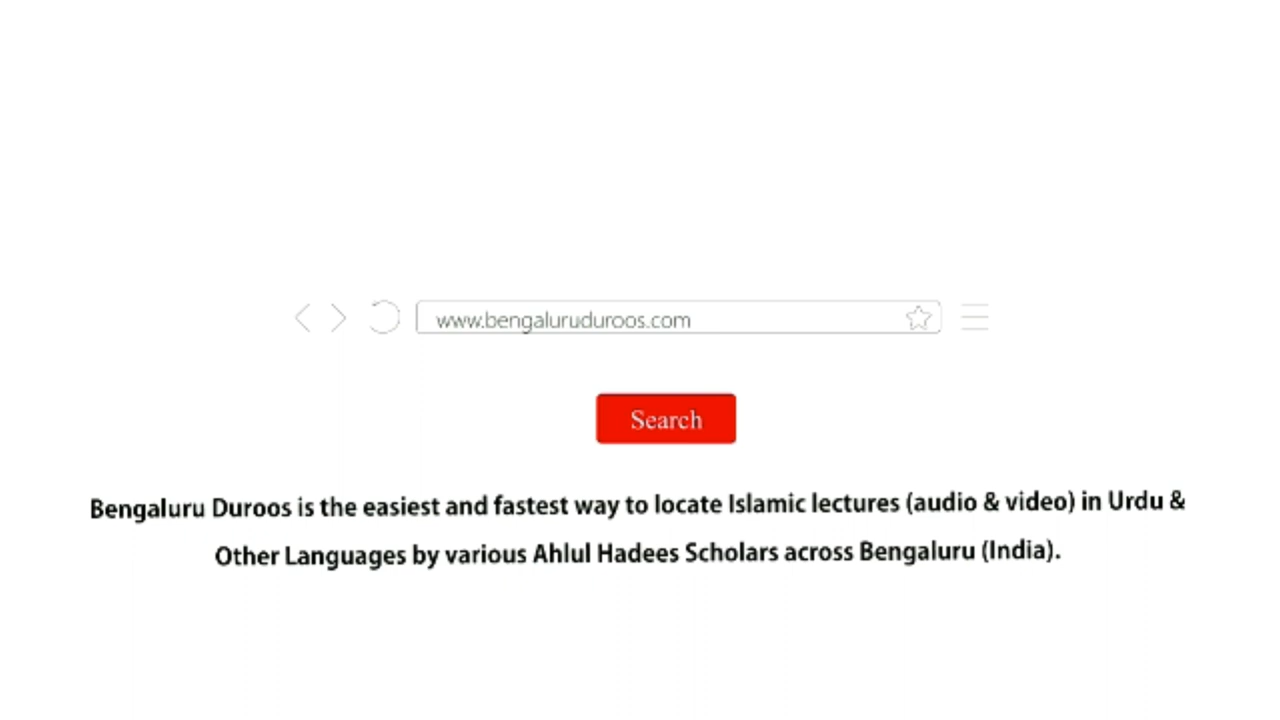 www.bengaluruduroos.com
Search
Bengaluru Duroos is the easiest and fastest way to locate Islamic lectures (audio & video) in Urdu &
Other Languages by various Ahlul Hadees Scholars across Bengaluru (India).